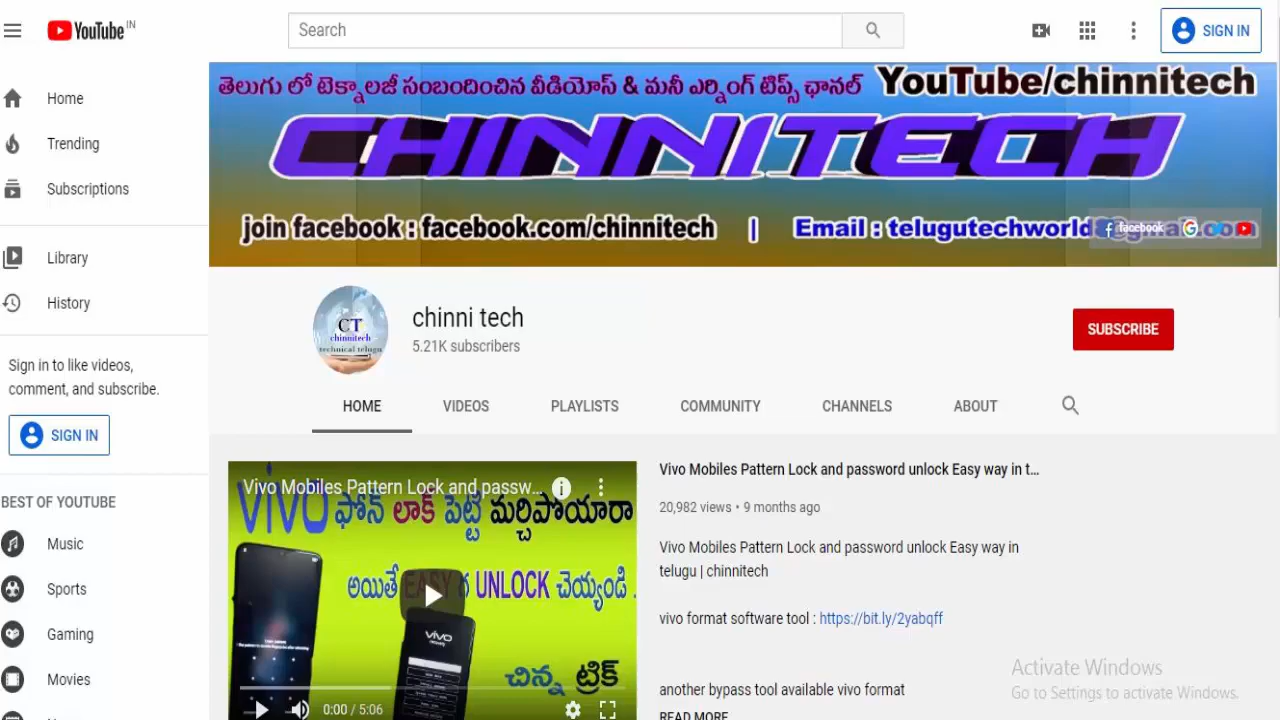 YouTube IN
Search
SIGN IN
Home
Trending
Subscriptions
Library
History
Sign in to like videos,
comment, and subscribe.
SIGN IN
BEST OF YOUTUBE
Music
Sports
Gaming
Movies
తెలుగు లో టెక్నాలజీ సంబందించిన వీడియోస్ & మనీ ఎర్నింగ్ టిప్స్ ఛానల్ YouTube/chinnitech
CHINNITECH
join facebook : facebook.com/chinnitech | Email : telugutechworld
facebook
CT
chinnitech
technical telugu
chinni tech
5.21K subscribers
SUBSCRIBE
HOME VIDEOS PLAYLISTS COMMUNITY CHANNELS ABOUT
Vivo Mobiles Pattern Lock and passw...
vivo ఫోన్ లాక్ పెట్టి మర్చిపోయారా
అయితే EASY గ UNLOCK చెయ్యండి .
vivo
చిన్న ట్రిక్
0:00 / 5:06
Vivo Mobiles Pattern Lock and password unlock Easy way in t...
20,982 views • 9 months ago
Vivo Mobiles Pattern Lock and password unlock Easy way in
telugu | chinnitech
vivo format software tool : https://bit.ly/2yabqff
another bypass tool available vivo format
READ MORE
Activate Windows
Go to Settings to activate Windows.